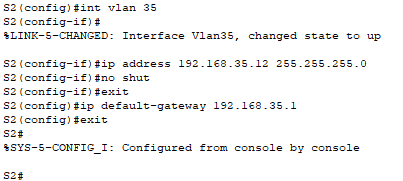 S2(config)#int vlan 35
S2(config-if)#
%LINK-5-CHANGED: Interface Vlan35, changed state to up
S2(config-if)#ip address 192.168.35.12 255.255.255.0
S2(config-if)#no shut
S2(config-if)#exit
S2(config)#ip default-gateway 192.168.35.1
S2(config)#exit
S2#
%SYS-5-CONFIG_I: Configured from console by console
S2#